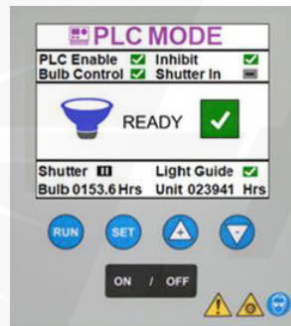 PLC MODE
PLC Enable Inhibit
Bulb Control Shutter In
READY
Shutter Light Guide
Bulb 0153.6 Hrs Unit 023941 Hrs
RUN SET + -
ON / OFF